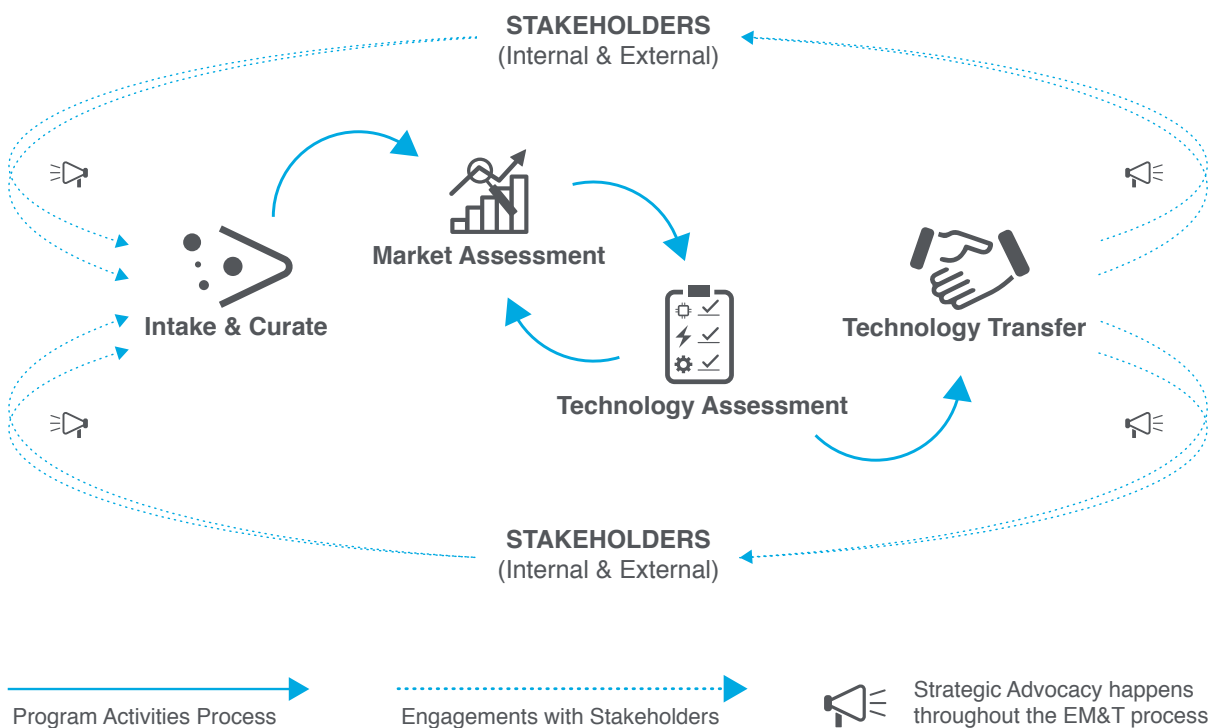 STAKEHOLDERS
(Internal & External)
Market Assessment
Intake & Curate
Technology Transfer
Technology Assessment
STAKEHOLDERS
(Internal & External)
Program Activities Process
Engagements with Stakeholders
Strategic Advocacy happens
throughout the EM&T process